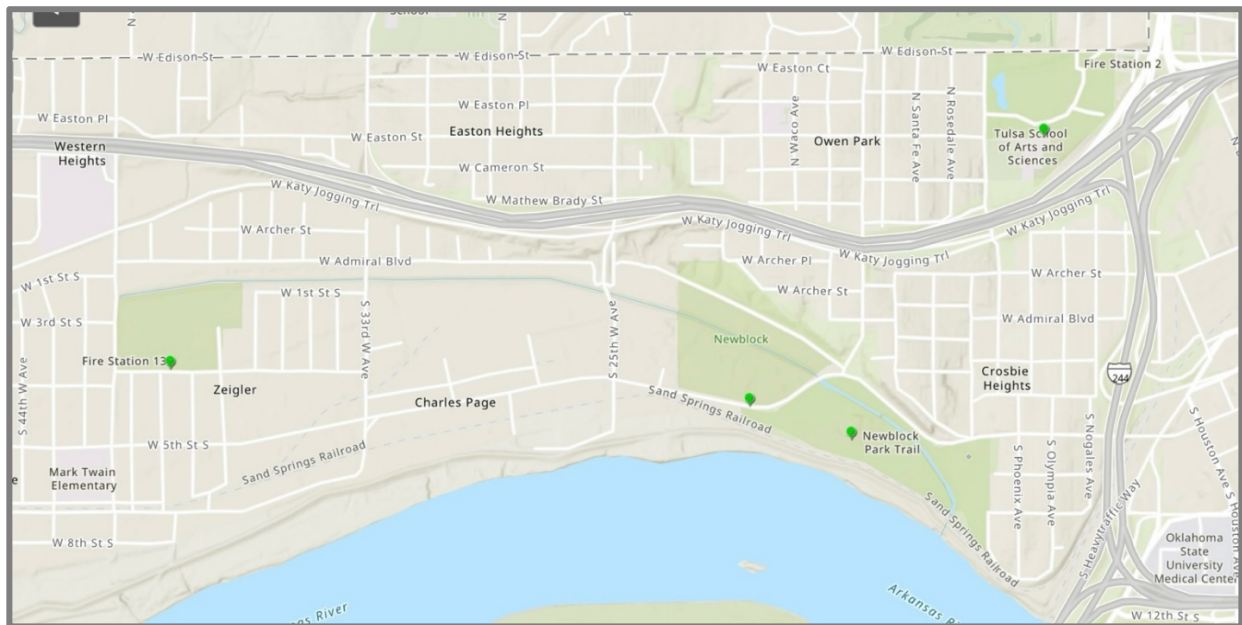 School
W Edison St
W Edison St
W Edison St
Fire Station 2
W Easton Ct
W Easton Pl
W Easton Pl
W Easton St
Easton Heights
N Waco Ave
Owen Park
N Santa Fe Ave
N Rosedale Ave
Tulsa School
of Arts and
Sciences
Western
Heights
W Cameron St
W Katy Jogging Trl
W Mathew Brady St
W Katy Jogging Trl
W Katy Jogging Trl
W Katy Jogging Trl
W Archer St
W Admiral Blvd
W Archer Pl
W Archer St
W Archer St
W 1st St S
W 1st St S
W 3rd St S
S 33rd W Ave
S 25th W Ave
W Admiral Blvd
Newblock
Fire Station 13
Zeigler
Charles Page
S 44th W Ave
Crosbie
Heights
244
Sand Springs Railroad
Newblock
Park Trail
W 5th St S
Sand Springs Railroad
Mark Twain
Elementary
S Phoenix Ave
S Olympia Ave
S Nogales Ave
S Houston Ave
S Houston Ave
Sand Springs Railroad
S Heavytraffic Way
W 8th St S
Oklahoma
State
University
Medical Center
Arkansas
River
W 12th St S